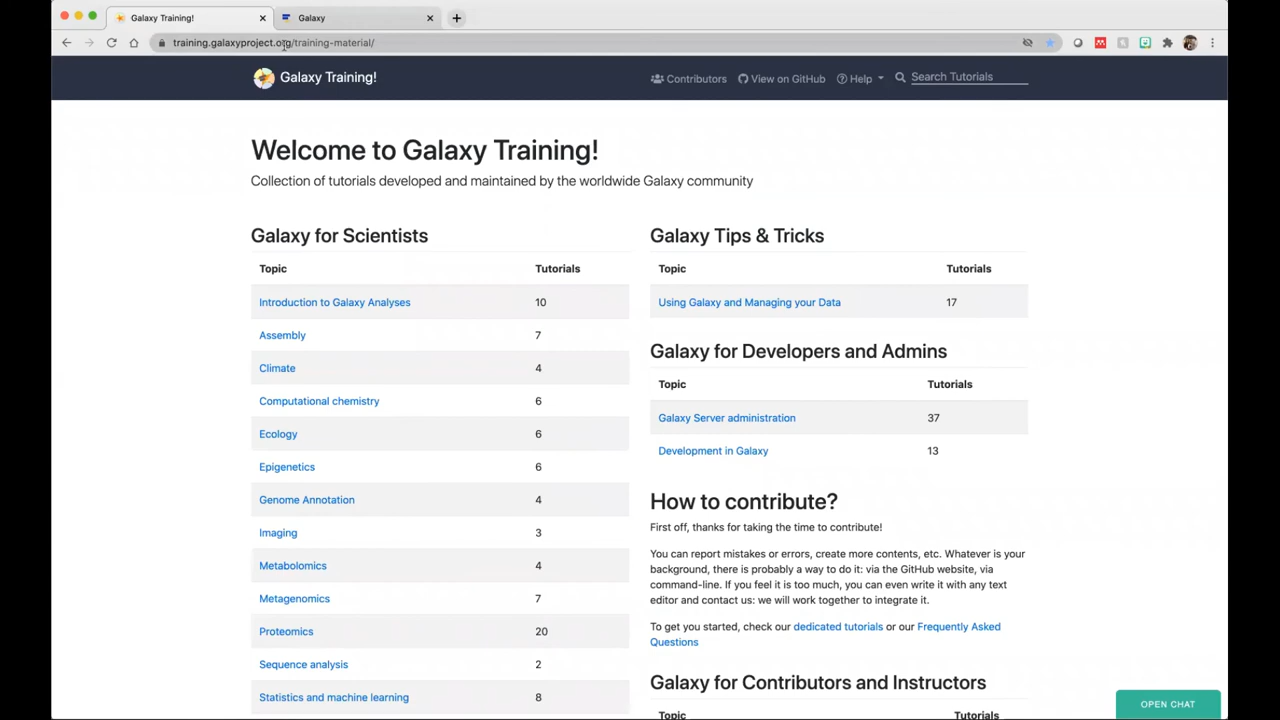 Galaxy Training!
Galaxy
training.galaxyproject.org/training-material/
Galaxy Training!
Contributors
View on GitHub
Help
Search Tutorials
Welcome to Galaxy Training!
Collection of tutorials developed and maintained by the worldwide Galaxy community
Galaxy for Scientists
Topic Tutorials
Introduction to Galaxy Analyses 10
Assembly 7
Climate 4
Computational chemistry 6
Ecology 6
Epigenetics 6
Genome Annotation 4
Imaging 3
Metabolomics 4
Metagenomics 7
Proteomics 20
Sequence analysis 2
Statistics and machine learning 8
Galaxy Tips & Tricks
Topic Tutorials
Using Galaxy and Managing your Data 17
Galaxy for Developers and Admins
Topic Tutorials
Galaxy Server administration 37
Development in Galaxy 13
How to contribute?
First off, thanks for taking the time to contribute!
You can report mistakes or errors, create more contents, etc. Whatever is your
background, there is probably a way to do it: via the GitHub website, via
command-line. If you feel it is too much, you can even write it with any text
editor and contact us: we will work together to integrate it.
To get you started, check our dedicated tutorials or our Frequently Asked
Questions
Galaxy for Contributors and Instructors
Topic Tutorials
OPEN CHAT